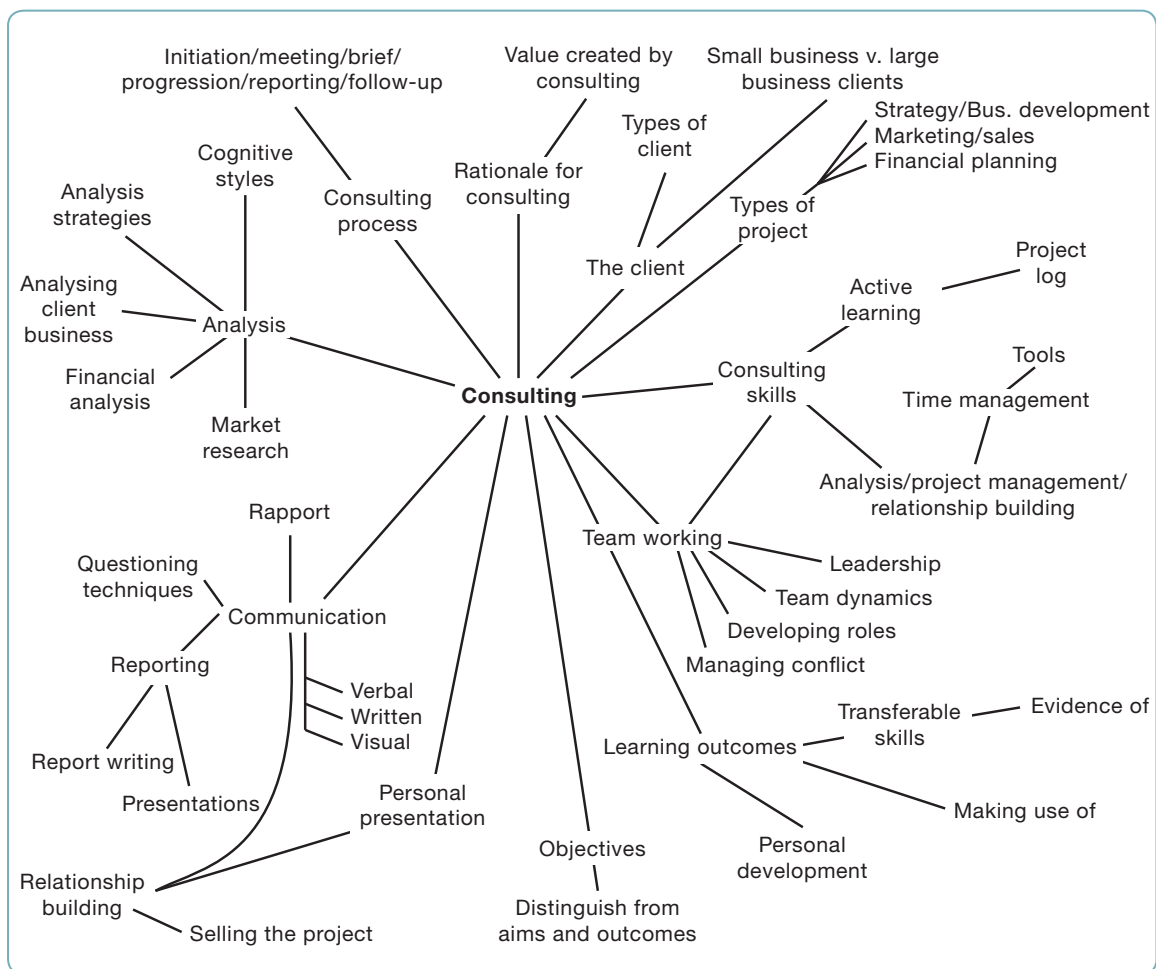 Initiation/meeting/brief/
progression/reporting/follow-up
Value created by
consulting
Small business v. large
business clients
Strategy/Bus. development
Marketing/sales
Financial planning
Types of
client
Cognitive
styles
Rationale for
consulting
Analysis
strategies
Consulting
process
Types of
project
The client
Project
log
Active
learning
Analysing
client
business
Analysis
Financial
analysis
Market
research
Consulting
Consulting
skills
Tools
Time management
Analysis/project management/
relationship building
Rapport
Questioning
techniques
Communication
Reporting
Verbal
Written
Visual
Report writing
Presentations
Personal
presentation
Relationship
building
Selling the project
Team working
Leadership
Team dynamics
Developing roles
Managing conflict
Learning outcomes
Transferable
skills
Evidence of
Making use of
Personal
development
Objectives
Distinguish from
aims and outcomes